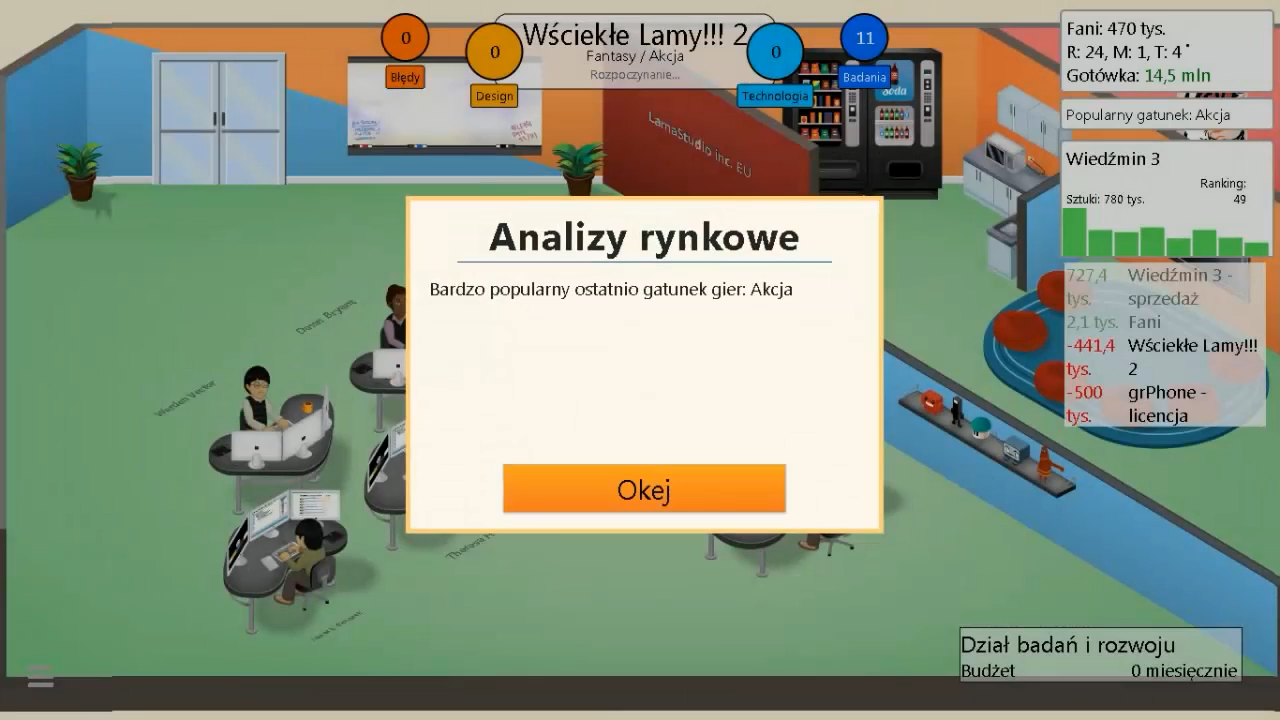 0
Błędy
0
Design
Wściekłe Lamy!!! 2
Fantasy / Akcja
Rozpoczynanie...
0
Technologia
11
Badania
Soda
LamaStudio inc. EU
Fani: 470 tys.
R: 24, M: 1, T: 4
Gotówka: 14,5 mln
Popularny gatunek: Akcja
Wiedźmin 3
Ranking:
Sztuki: 780 tys. 49
727,4 Wiedźmin 3 -
tys. sprzedaż
2,1 tys. Fani
-441,4 Wściekłe Lamy!!!
tys. 2
-500 grPhone -
tys. licencja
Analizy rynkowe
Bardzo popularny ostatnio gatunek gier: Akcja
Okej
Dział badań i rozwoju
Budżet 0 miesięcznie